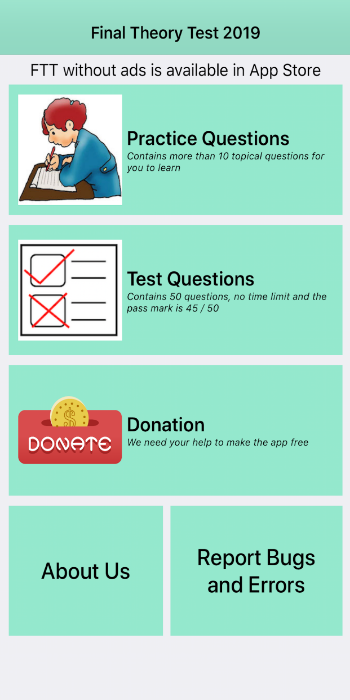 Final Theory Test 2019
FTT without ads is available in App Store
Practice Questions
Contains more than 10 topical questions for
you to learn
Test Questions
Contains 50 questions, no time limit and the
pass mark is 45 / 50
DONATE
Donation
We need your help to make the app free
About Us
Report Bugs
and Errors